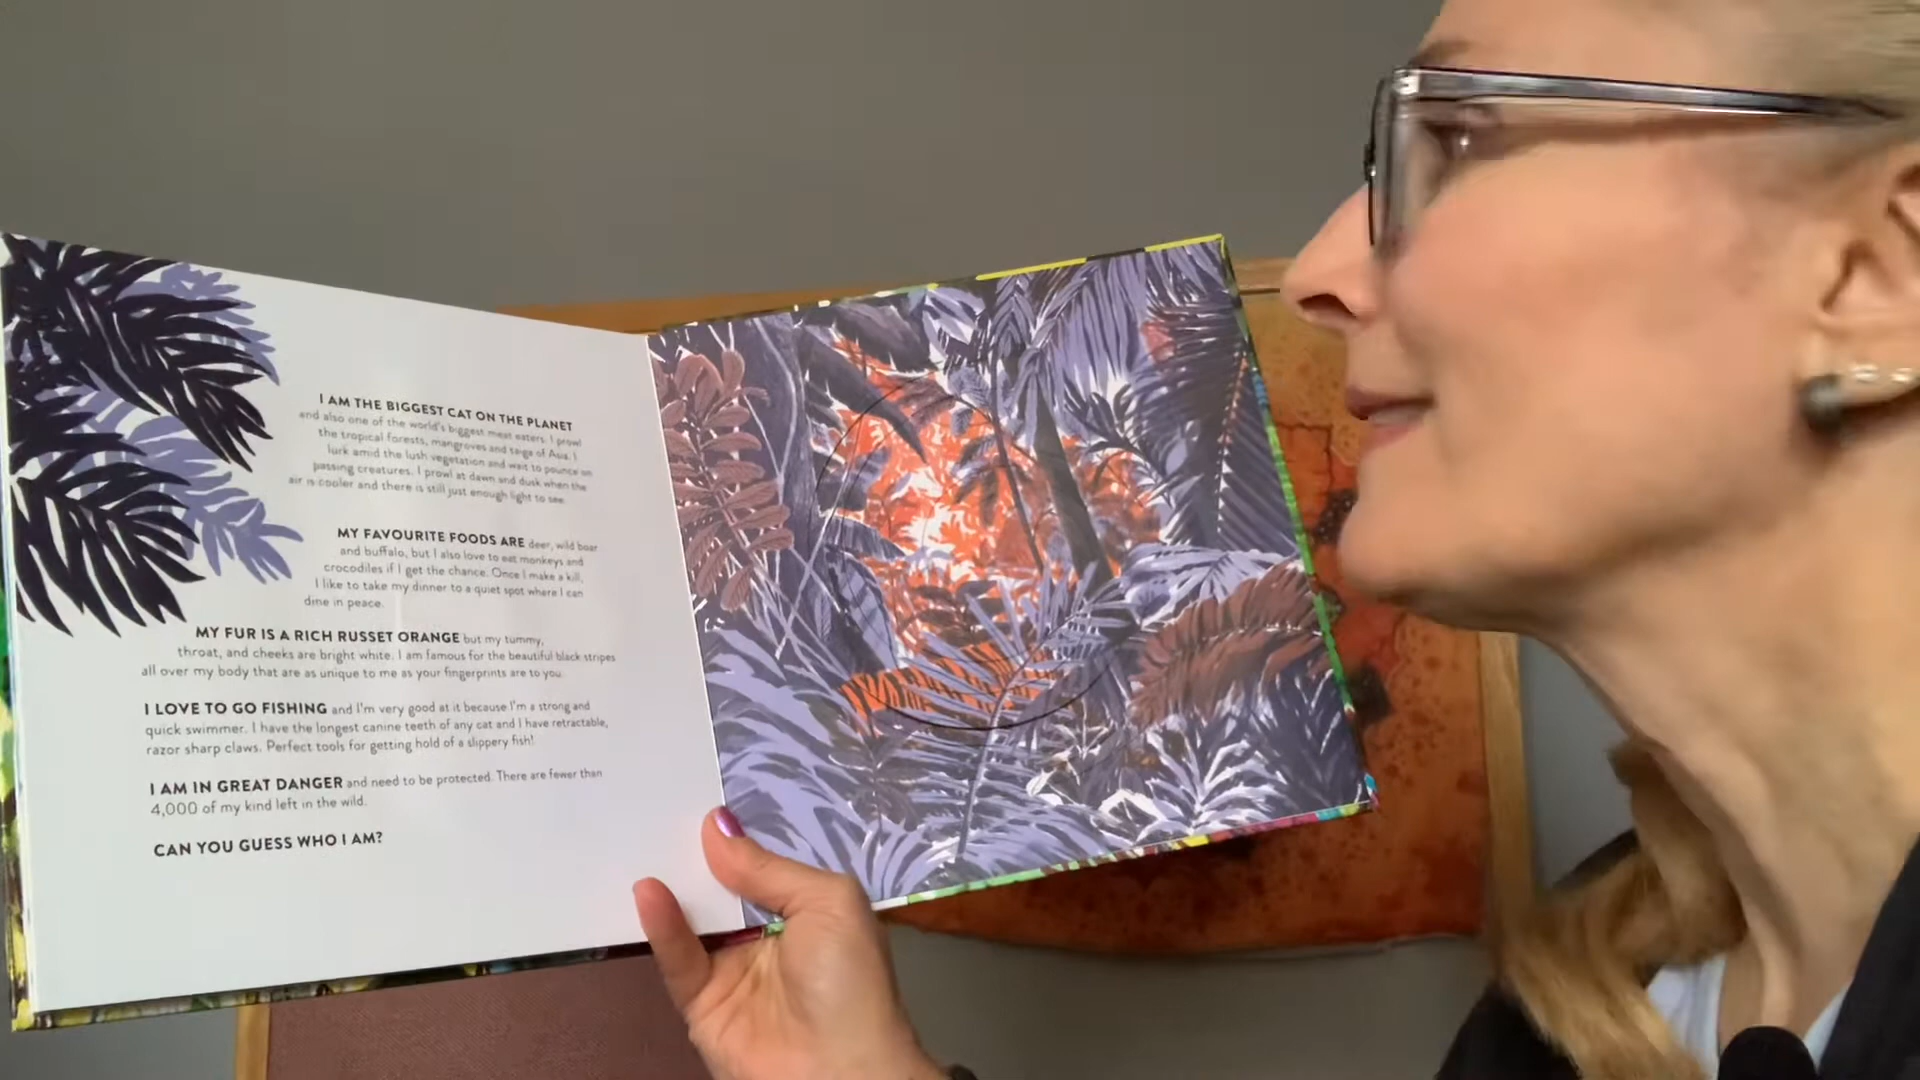 I AM THE BIGGEST CAT ON THE PLANET
and also one of the world's biggest meat eaters. I prowl
the tropical forests, mangroves and taiga of Asia. I
lurk amid the lush vegetation and wait to pounce on
passing creatures. I prowl at dawn and dusk when the
air is cooler and there is still just enough light to see.
MY FAVOURITE FOODS ARE deer, wild boar
and buffalo, but I also love to eat monkeys and
crocodiles if I get the chance. Once I make a kill,
I like to take my dinner to a quiet spot where I can
dine in peace.
MY FUR IS A RICH RUSSET ORANGE but my tummy,
throat, and cheeks are bright white. I am famous for the beautiful black stripes
all over my body that are as unique to me as your fingerprints are to you.
I LOVE TO GO FISHING and I'm very good at it because I'm a strong and
quick swimmer. I have the longest canine teeth of any cat and I have retractable,
razor sharp claws. Perfect tools for getting hold of a slippery fish!
I AM IN GREAT DANGER and need to be protected. There are fewer than
4,000 of my kind left in the wild.
CAN YOU GUESS WHO I AM?